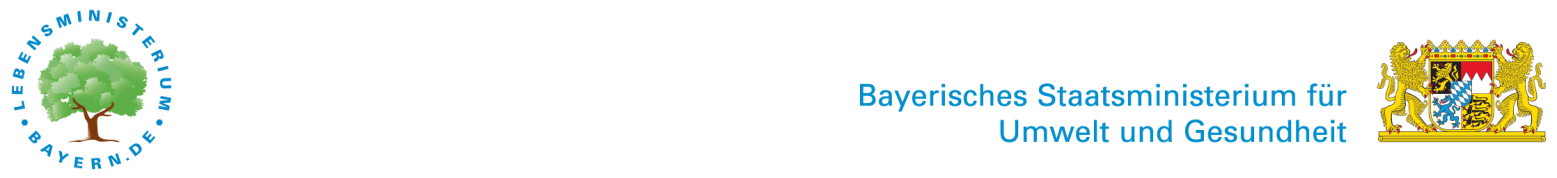 LEBENSMINISTERIUM • BAYERN.DE •
Bayerisches Staatsministerium für
Umwelt und Gesundheit